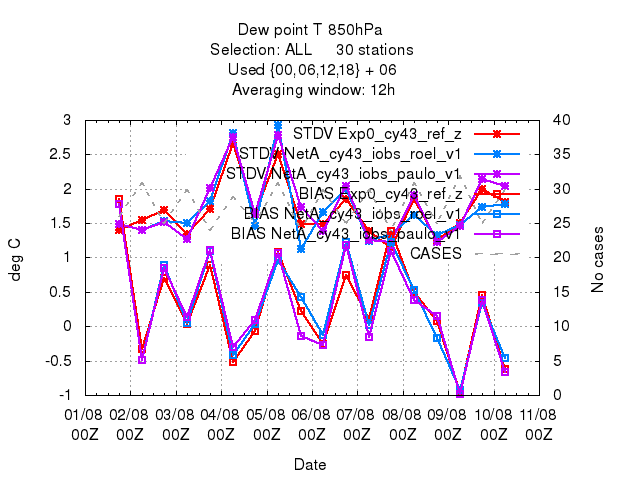 Dew point T 850hPa
Selection: ALL 30 stations
Used {00,06,12,18} + 06
Averaging window: 12h
3
2.5
2
1.5
1
0.5
0
-0.5
-1
deg C
40
35
30
25
20
15
10
5
0
No cases
STDV Exp0_cy43_ref_z
STDV NetA_cy43_iobs_roel_v1
STDV NetA_cy43_iobs_paulo_v1
BIAS Exp0_cy43_ref_z
BIAS NetA_cy43_iobs_roel_v1
BIAS NetA_cy43_iobs_paulo_v1
CASES
01/08 02/08 03/08 04/08 05/08 06/08 07/08 08/08 09/08 10/08 11/08
00Z 00Z 00Z 00Z 00Z 00Z 00Z 00Z 00Z 00Z 00Z
Date